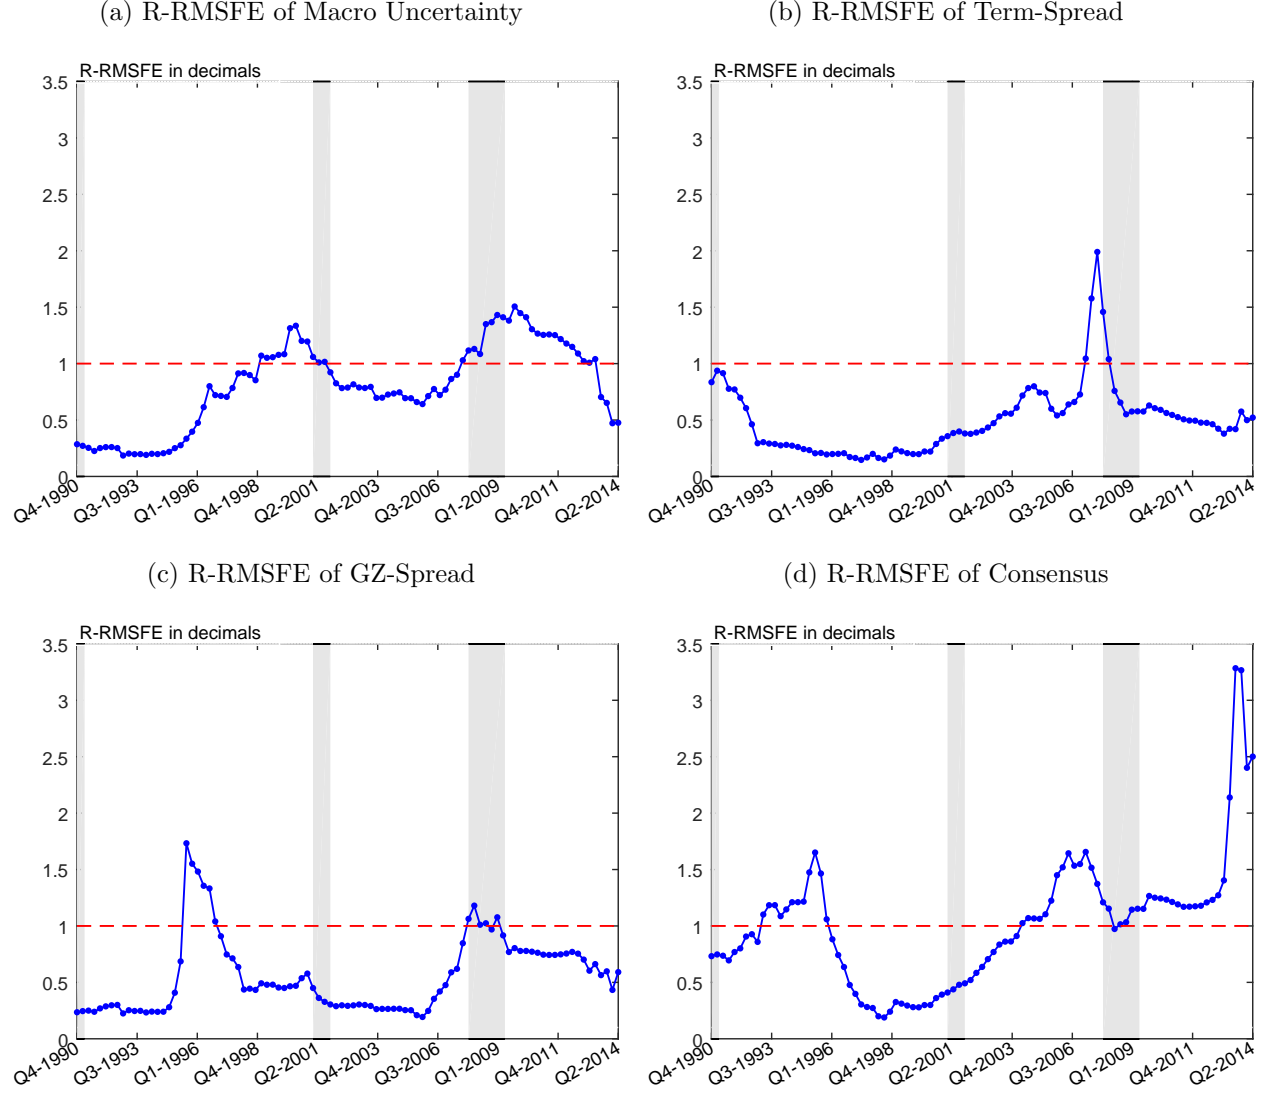 (a) R-RMSFE of Macro Uncertainty
R-RMSFE in decimals
3.5
3
2.5
2
1.5
1
0.5
0
Q4-1990 Q3-1993 Q1-1996 Q4-1998 Q2-2001 Q4-2003 Q3-2006 Q1-2009 Q4-2011 Q2-2014
(b) R-RMSFE of Term-Spread
R-RMSFE in decimals
3.5
3
2.5
2
1.5
1
0.5
0
Q4-1990 Q3-1993 Q1-1996 Q4-1998 Q2-2001 Q4-2003 Q3-2006 Q1-2009 Q4-2011 Q2-2014
(c) R-RMSFE of GZ-Spread
R-RMSFE in decimals
3.5
3
2.5
2
1.5
1
0.5
0
Q4-1990 Q3-1993 Q1-1996 Q4-1998 Q2-2001 Q4-2003 Q3-2006 Q1-2009 Q4-2011 Q2-2014
(d) R-RMSFE of Consensus
R-RMSFE in decimals
3.5
3
2.5
2
1.5
1
0.5
0
Q4-1990 Q3-1993 Q1-1996 Q4-1998 Q2-2001 Q4-2003 Q3-2006 Q1-2009 Q4-2011 Q2-2014